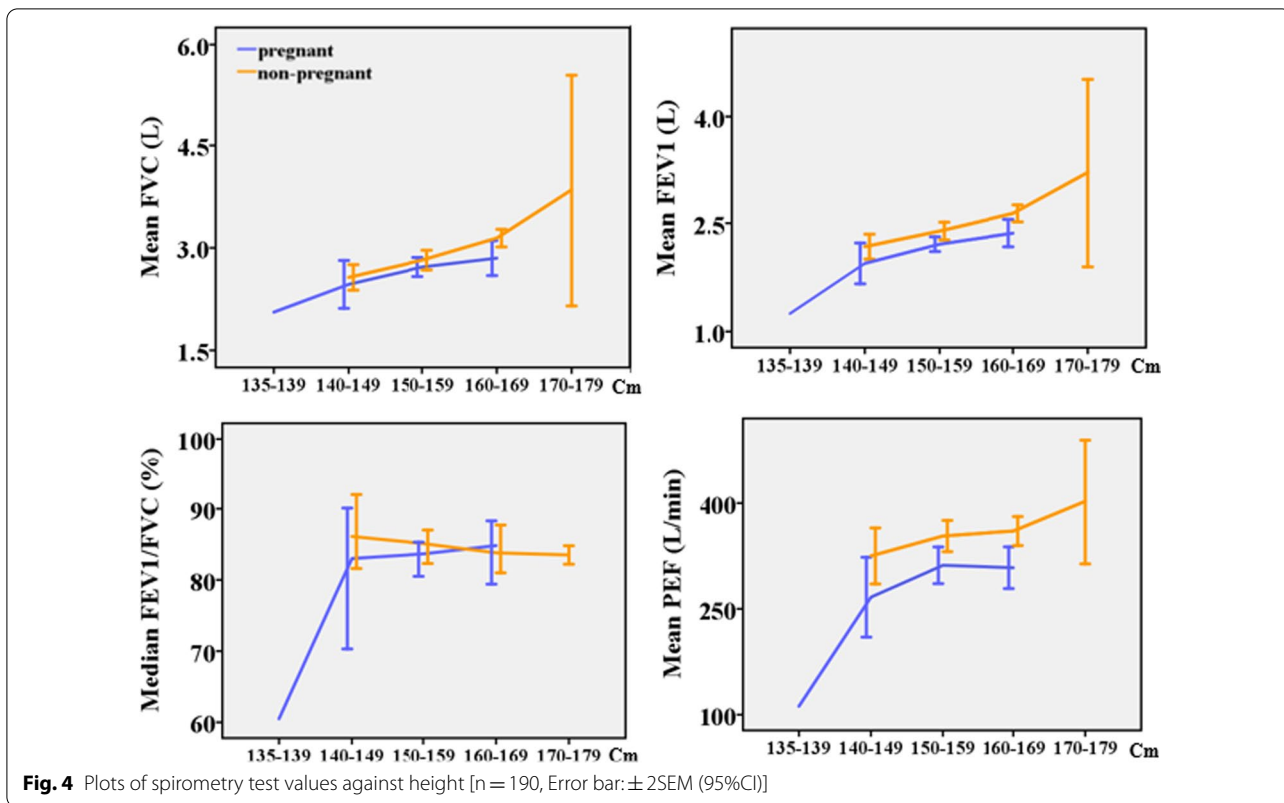 Mean FVC (L)
6.0
4.5
3.0
1.5
pregnant
non-pregnant
135-139 140-149 150-159 160-169 170-179 Cm
Mean FEV1 (L)
4.0
2.5
1.0
135-139 140-149 150-159 160-169 170-179 Cm
Median FEV1/FVC (%)
100
90
80
70
60
135-139 140-149 150-159 160-169 170-179 Cm
Mean PEF (L/min)
400
250
100
135-139 140-149 150-159 160-169 170-179 Cm
Fig. 4 Plots of spirometry test values against height [n = 190, Error bar: ± 2SEM (95%CI)]